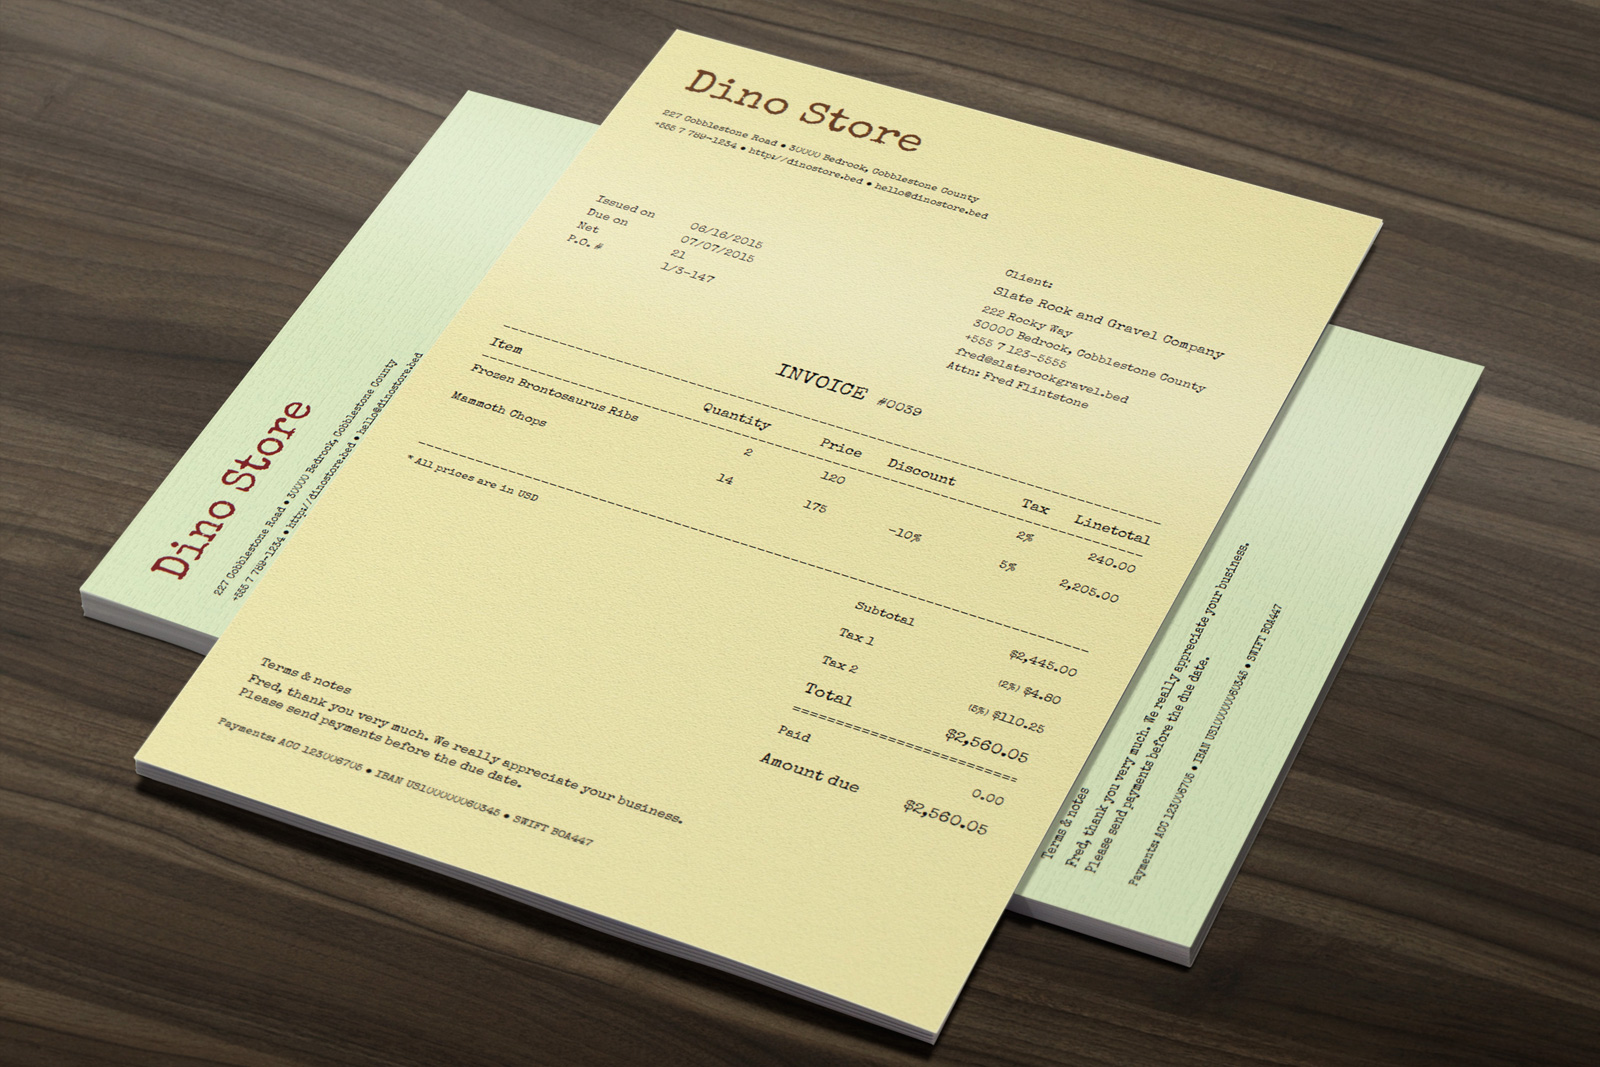 Dino Store
227 Cobblestone Road • 30000 Bedrock, Cobblestone County
+555 7 789-1234 • http://dinostore.bed • hello@dinostore.bed
Issued on 06/16/2015
Due on 07/07/2015
Net 21
P.O. # 1/3-147
Client:
Slate Rock and Gravel Company
222 Rocky Way
30000 Bedrock, Cobblestone County
+555 7 123-5555
fred@slaterockgravel.bed
Attn: Fred Flintstone
INVOICE #0039
Item Quantity Price Discount Tax Linetotal
Frozen Brontosaurus Ribs 2 120 2% 240.00
Mammoth Chops 14 175 -10% 5% 2,205.00
* All prices are in USD
Subtotal $2,445.00
Tax 1 (2%) $4.80
Tax 2 (5%) $110.25
Total $2,560.05
Paid 0.00
Amount due $2,560.05
Terms & notes
Fred, thank you very much. We really appreciate your business.
Please send payments before the due date.
Payments: ACC 123006705 • IBAN US100000060345 • SWIFT BOA447
Dino Store
227 Cobblestone Road • 30000 Bedrock, Cobblestone County
+555 7 789-1234 • http://dinostore.bed • hello@dinostore.bed
Terms & notes
Fred, thank you very much. We really appreciate your business.
Please send payments before the due date.
Payments: ACC 123006705 • IBAN US100000060345 • SWIFT BOA447